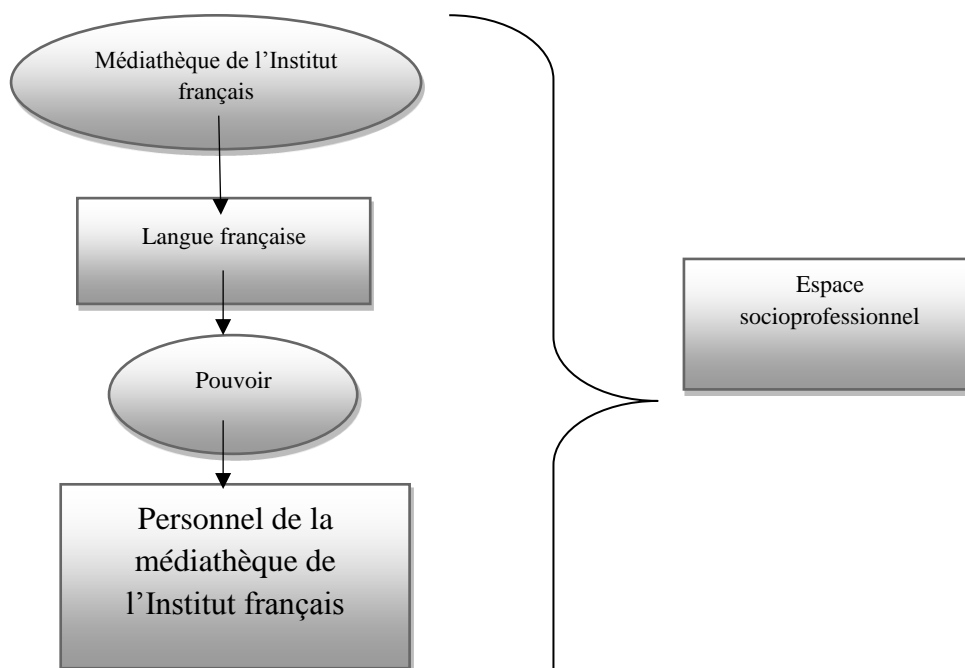 Médiathèque de l’Institut
français
Langue française
Espace
socioprofessionnel
Pouvoir
Personnel de la
médiathèque de
l’Institut français